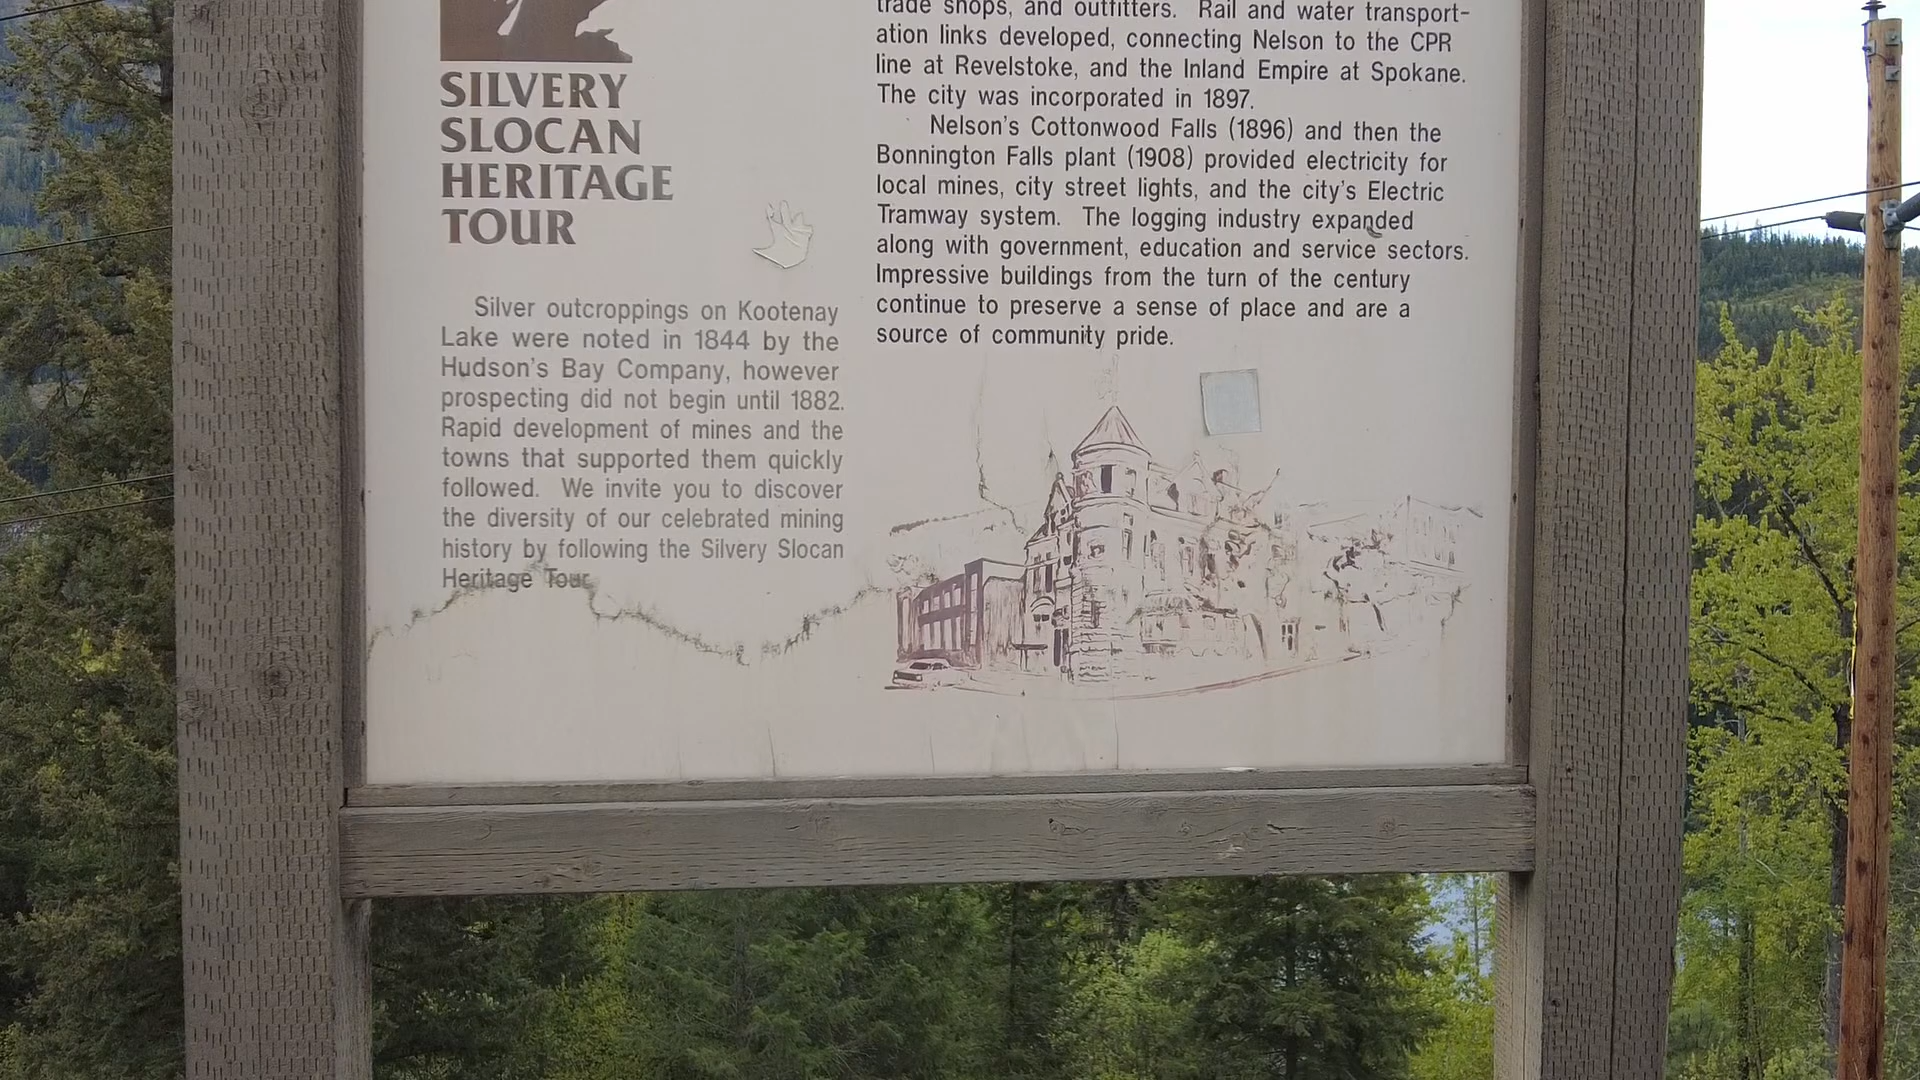 SILVERY
SLOCAN
HERITAGE
TOUR
Silver outcroppings on Kootenay
Lake were noted in 1844 by the
Hudson's Bay Company, however
prospecting did not begin until 1882.
Rapid development of mines and the
towns that supported them quickly
followed. We invite you to discover
the diversity of our celebrated mining
history by following the Silvery Slocan
Heritage Tour.
trade shops, and outfitters. Rail and water transport-
ation links developed, connecting Nelson to the CPR
line at Revelstoke, and the Inland Empire at Spokane.
The city was incorporated in 1897.
Nelson's Cottonwood Falls (1896) and then the
Bonnington Falls plant (1908) provided electricity for
local mines, city street lights, and the city's Electric
Tramway system. The logging industry expanded
along with government, education and service sectors.
Impressive buildings from the turn of the century
continue to preserve a sense of place and are a
source of community pride.